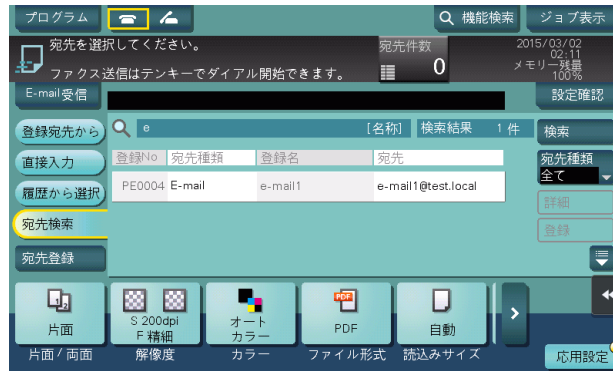 プログラム
機能検索
ジョブ表示
宛先を選択してください。
ファクス送信はテンキーでダイアル開始できます。
宛先件数
0
2015/03/02
02:11
メモリー残量
100%
E-mail受信
設定確認
登録宛先から
e
[名称]
検索結果
1 件
検索
直接入力
登録No
宛先種類
登録名
宛先
宛先種類
全て
履歴から選択
PE0004
E-mail
e-mail1
e-mail1@test.local
詳細
宛先検索
登録
宛先登録
片面
S 200dpi
F 精細
オート
カラー
PDF
PDF
自動
片面/両面
解像度
カラー
ファイル形式
読込みサイズ
応用設定